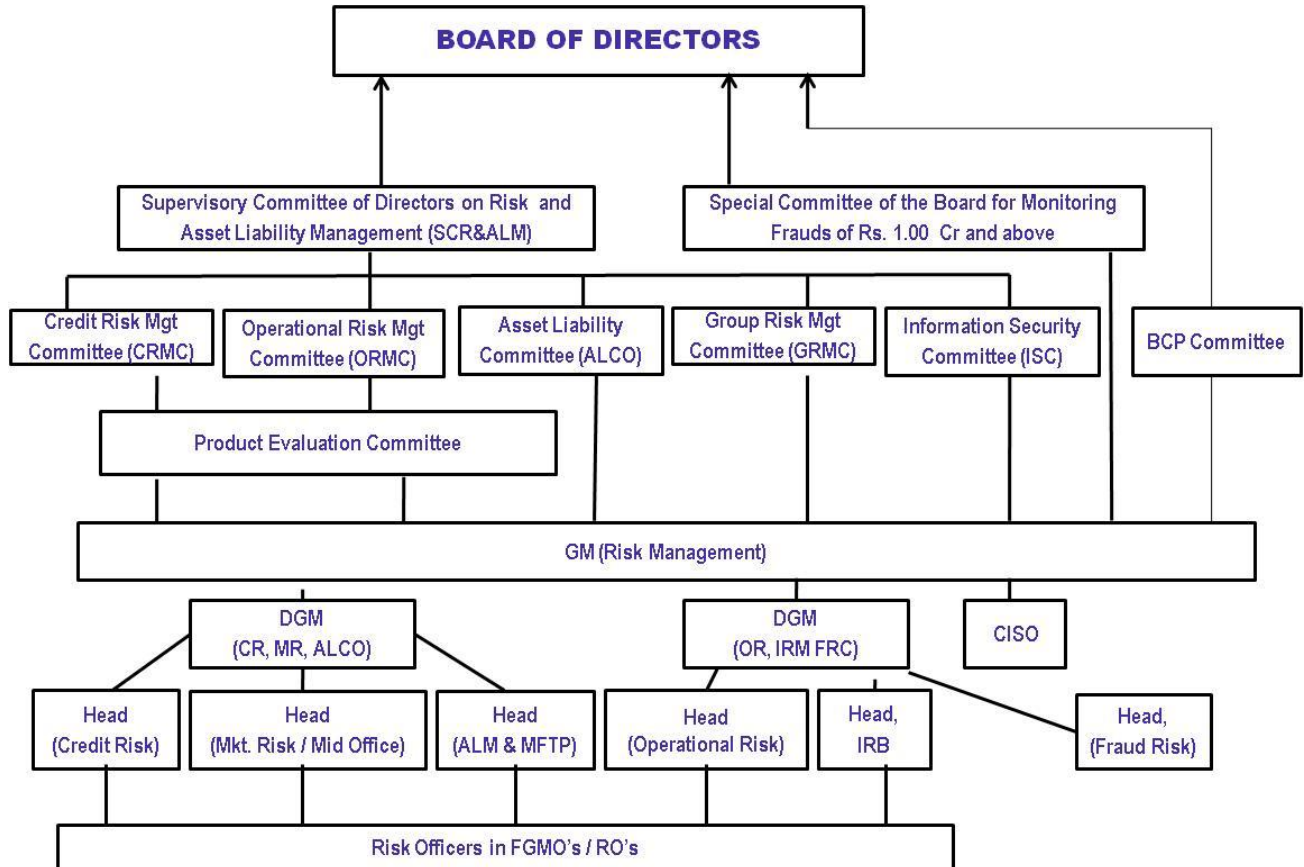 BOARD OF DIRECTORS
Supervisory Committee of Directors on Risk and
Asset Liability Management (SCR&ALM)
Special Committee of the Board for Monitoring
Frauds of Rs. 1.00 Cr and above
Credit Risk Mgt
Committee (CRMC)
Operational Risk Mgt
Committee (ORMC)
Asset Liability
Committee (ALCO)
Group Risk Mgt
Committee (GRMC)
Information Security
Committee (ISC)
BCP Committee
Product Evaluation Committee
GM (Risk Management)
DGM
(CR, MR, ALCO)
DGM
(OR, IRM FRC)
CISO
Head
(Credit Risk)
Head
(Mkt. Risk / Mid Office)
Head
(ALM & MFTP)
Head
(Operational Risk)
Head,
IRB
Head,
(Fraud Risk)
Risk Officers in FGMO's / RO's